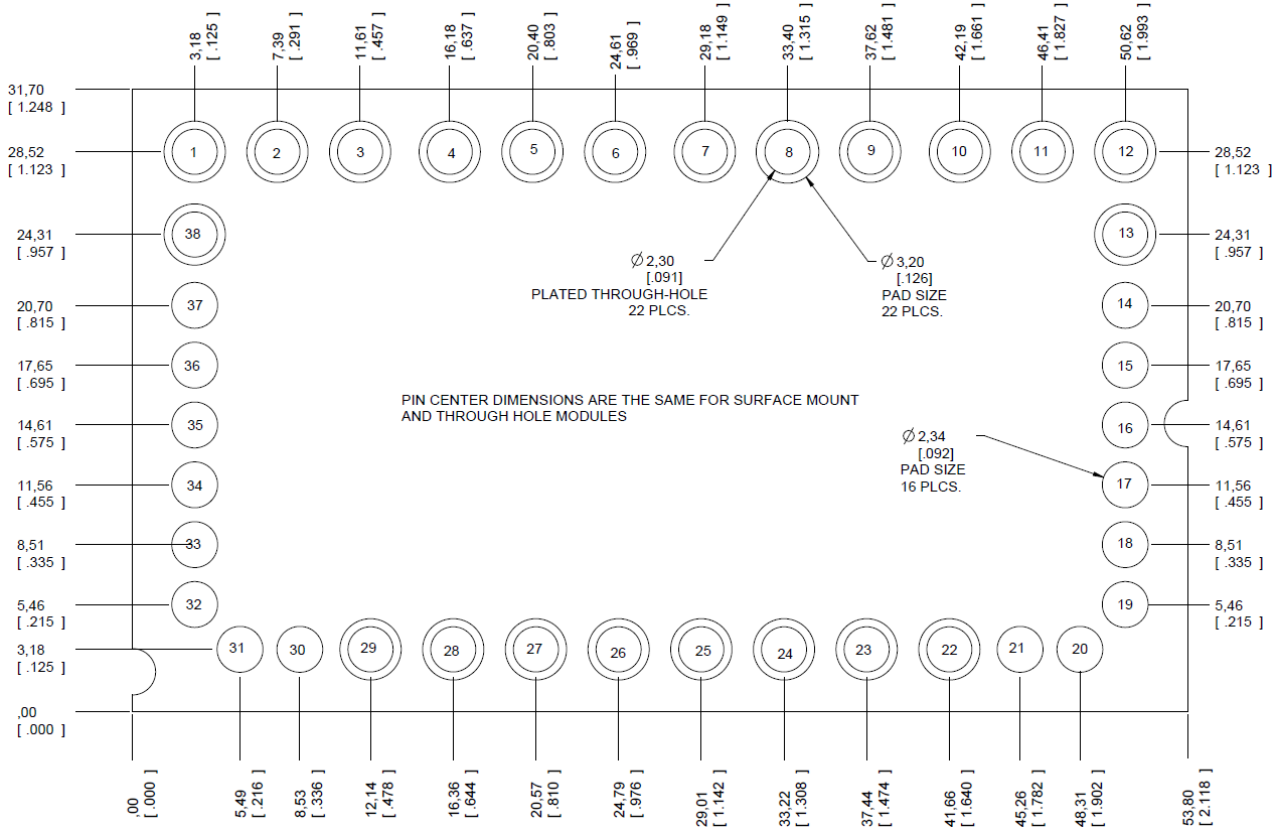 3,18
[ .125 ]
7,39
[ .291 ]
11,61
[ .457 ]
16,18
[ .637 ]
20,40
[ .803 ]
24,61
[ .969 ]
29,18
[ 1.149 ]
33,40
[ 1.315 ]
37,62
[ 1.481 ]
42,19
[ 1.661 ]
46,41
[ 1.827 ]
50,62
[ 1.993 ]
31,70
[ 1.248 ]
28,52
[ 1.123 ]
1
2
3
4
5
6
7
8
9
10
11
12
28,52
[ 1.123 ]
24,31
[ .957 ]
38
13
24,31
[ .957 ]
Ø 2,30
[.091]
PLATED THROUGH-HOLE
22 PLCS.
Ø 3,20
[.126]
PAD SIZE
22 PLCS.
20,70
[ .815 ]
37
14
20,70
[ .815 ]
17,65
[ .695 ]
36
15
17,65
[ .695 ]
PIN CENTER DIMENSIONS ARE THE SAME FOR SURFACE MOUNT
AND THROUGH HOLE MODULES
14,61
[ .575 ]
35
16
14,61
[ .575 ]
Ø 2,34
[.092]
PAD SIZE
16 PLCS.
11,56
[ .455 ]
34
17
11,56
[ .455 ]
8,51
[ .335 ]
33
18
8,51
[ .335 ]
5,46
[ .215 ]
32
19
5,46
[ .215 ]
3,18
[ .125 ]
31
30
29
28
27
26
25
24
23
22
21
20
,00
[ .000 ]
,00
[ .000 ]
5,49
[ .216 ]
8,53
[ .336 ]
12,14
[ .478 ]
16,36
[ .644 ]
20,57
[ .810 ]
24,79
[ .976 ]
29,01
[ 1.142 ]
33,22
[ 1.308 ]
37,44
[ 1.474 ]
41,66
[ 1.640 ]
45,26
[ 1.782 ]
48,31
[ 1.902 ]
53,80
[ 2.118 ]